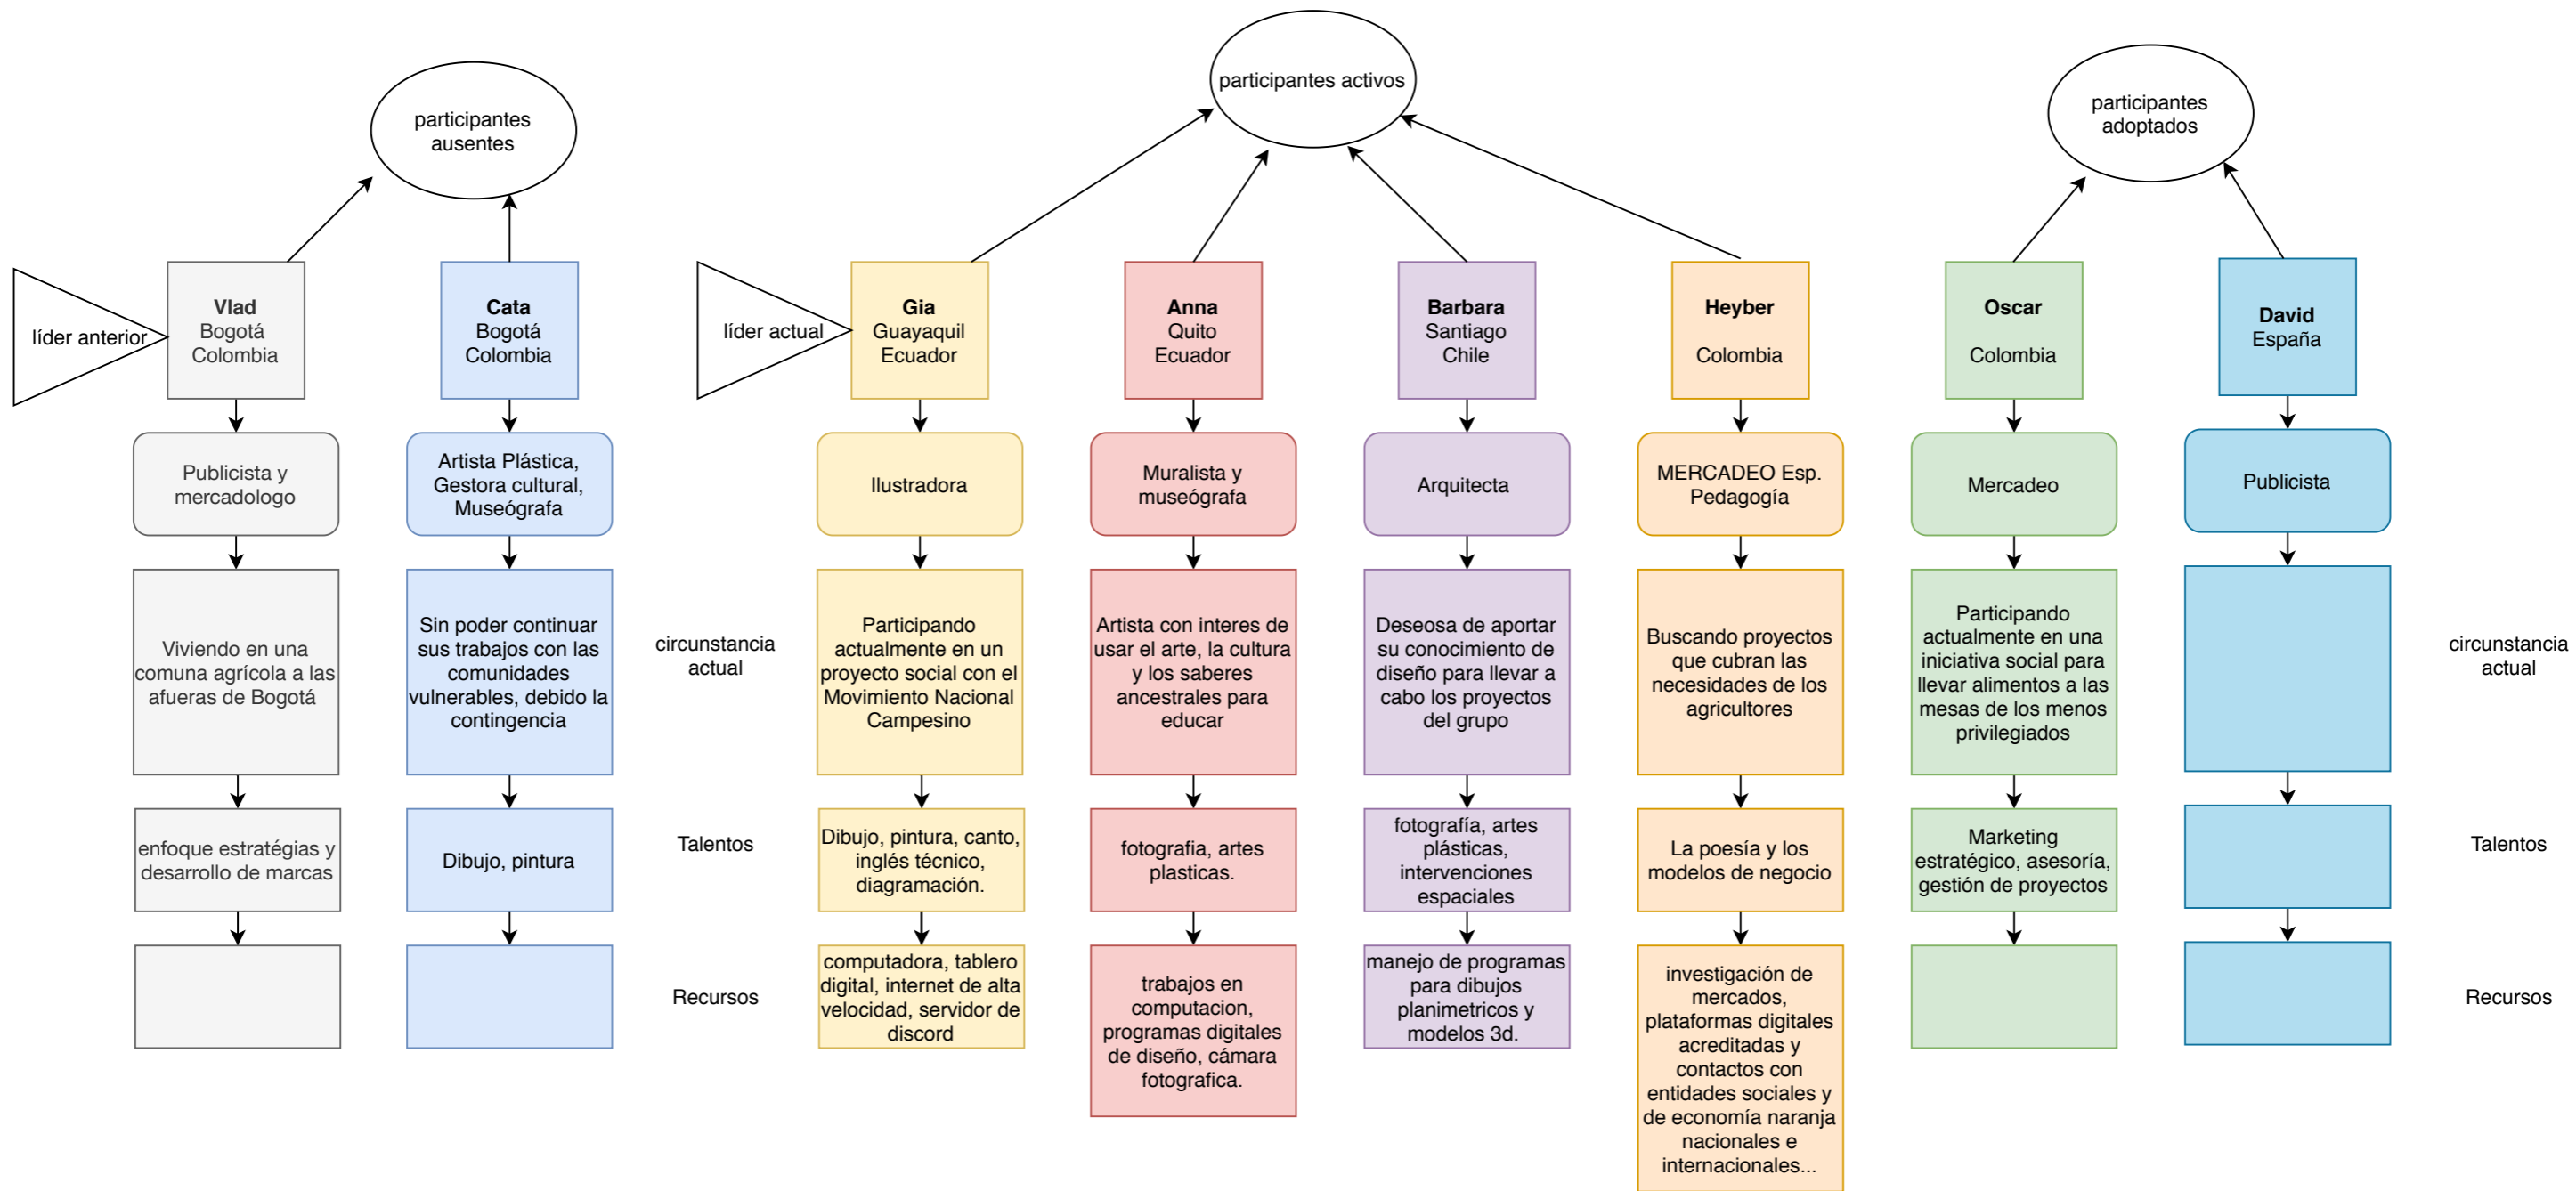 participantes activos
participantes
ausentes
participantes
adoptados
líder anterior
Vlad
Bogotá
Colombia
Cata
Bogotá
Colombia
líder actual
Gia
Guayaquil
Ecuador
Anna
Quito
Ecuador
Barbara
Santiago
Chile
Heyber
Colombia
Oscar
Colombia
David
España
Publicista y
mercadologo
Artista Plástica,
Gestora cultural,
Museógrafa
Ilustradora
Muralista y
museógrafa
Arquitecta
MERCADEO Esp.
Pedagogía
Mercadeo
Publicista
Viviendo en una
comuna agrícola a las
afueras de Bogotá
Sin poder continuar
sus trabajos con las
comunidades
vulnerables, debido la
contingencia
circunstancia
actual
Participando
actualmente en un
proyecto social con el
Movimiento Nacional
Campesino
Artista con interes de
usar el arte, la cultura
y los saberes
ancestrales para
educar
Deseosa de aportar
su conocimiento de
diseño para llevar a
cabo los proyectos
del grupo
Buscando proyectos
que cubran las
necesidades de los
agricultores
Participando
actualmente en una
iniciativa social para
llevar alimentos a las
mesas de los menos
privilegiados
circunstancia
actual
enfoque estratégias y
desarrollo de marcas
Dibujo, pintura
Talentos
Dibujo, pintura, canto,
inglés técnico,
diagramación.
fotografia, artes
plasticas.
fotografía, artes
plásticas,
intervenciones
espaciales
La poesía y los
modelos de negocio
Marketing
estratégico, asesoría,
gestión de proyectos
Talentos
Recursos
computadora, tablero
digital, internet de alta
velocidad, servidor de
discord
trabajos en
computacion,
programas digitales
de diseño, cámara
fotografica.
manejo de programas
para dibujos
planimetricos y
modelos 3d.
investigación de
mercados,
plataformas digitales
acreditadas y
contactos con
entidades sociales y
de economía naranja
nacionales e
internacionales...
Recursos